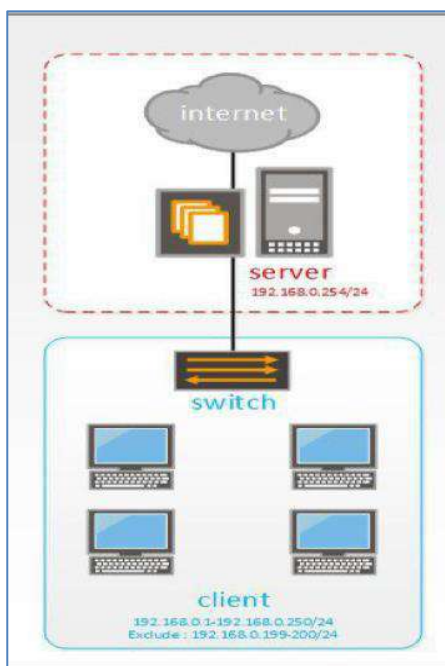 internet
server
192.168.0.254/24
switch
client
192.168.0.1-192.168.0.250/24
Exclude : 192.168.0.199-200/24